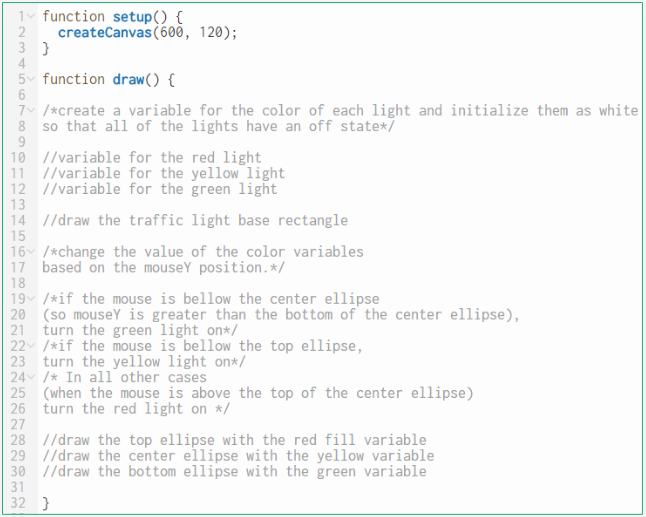 1 function setup() {
2   createCanvas(600, 120);
3 }
4
5 function draw() {
6
7 /*create a variable for the color of each light and initialize them as white
8 so that all of the lights have an off state*/
9
10 //variable for the red light
11 //variable for the yellow light
12 //variable for the green light
13
14 //draw the traffic light base rectangle
15
16 /*change the value of the color variables
17 based on the mouseY position.*/
18
19 /*if the mouse is bellow the center ellipse
20 (so mouseY is greater than the bottom of the center ellipse),
21 turn the green light on*/
22 /*if the mouse is bellow the top ellipse,
23 turn the yellow light on*/
24 /* In all other cases
25 (when the mouse is above the top of the center ellipse)
26 turn the red light on */
27
28 //draw the top ellipse with the red fill variable
29 //draw the center ellipse with the yellow variable
30 //draw the bottom ellipse with the green variable
31
32 }